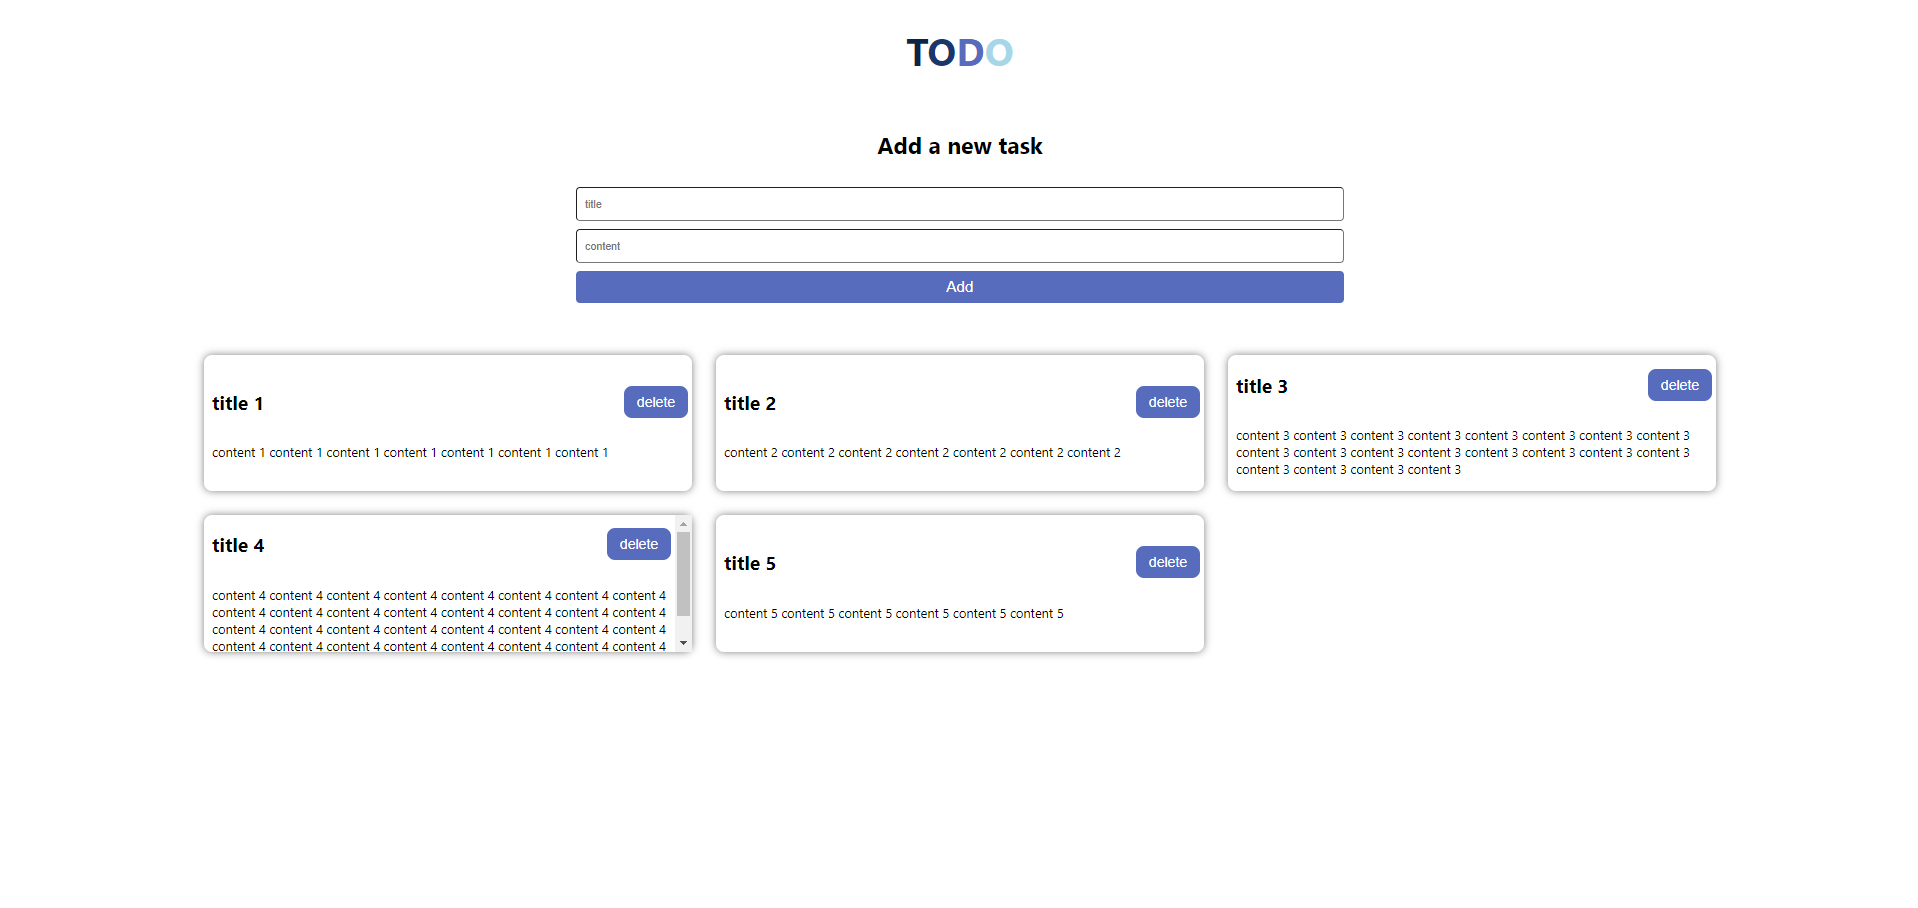 TODO
Add a new task
title
content
Add
title 1
delete
content 1 content 1 content 1 content 1 content 1 content 1 content 1
title 2
delete
content 2 content 2 content 2 content 2 content 2 content 2 content 2
title 3
delete
content 3 content 3 content 3 content 3 content 3 content 3 content 3 content 3
content 3 content 3 content 3 content 3 content 3 content 3 content 3 content 3
content 3 content 3 content 3 content 3
title 4
delete
content 4 content 4 content 4 content 4 content 4 content 4 content 4 content 4
content 4 content 4 content 4 content 4 content 4 content 4 content 4 content 4
content 4 content 4 content 4 content 4 content 4 content 4 content 4 content 4
content 4 content 4 content 4 content 4 content 4 content 4 content 4 content 4
title 5
delete
content 5 content 5 content 5 content 5 content 5 content 5